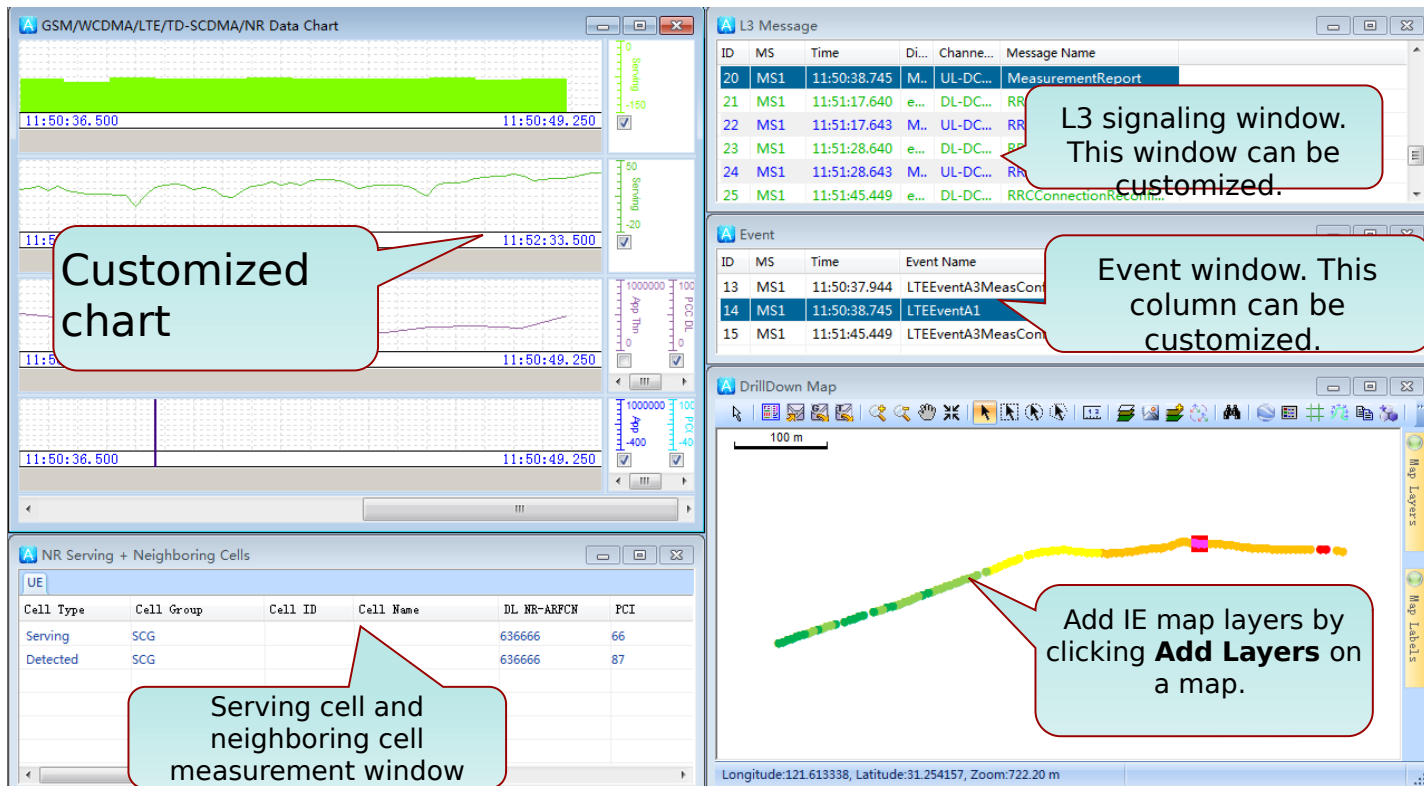 GSM/WCDMA/LTE/TD-SCDMA/NR Data Chart
0
Serving
-150
11:50:36.500 11:50:49.250
50
Serving
-20
11:5 11:52:33.500
Customized
chart
1000000 100
App Thn PCC DL
0 0
11:5 11:50:49.250
1000000 100
App PCI
-400 -40
11:50:36.500 11:50:49.250
NR Serving + Neighboring Cells
UE
Cell Type Cell Group Cell ID Cell Name DL NR-ARFCN PCI
Serving SCG 636666 66
Detected SCG 636666 87
Serving cell and
neighboring cell
measurement window
L3 Message
ID MS Time Di... Channe... Message Name
20 MS1 11:50:38.745 M.. UL-DC... MeasurementReport
21 MS1 11:51:17.640 e... DL-DC... RR
22 MS1 11:51:17.643 M.. UL-DC... RR
23 MS1 11:51:28.640 e... DL-DC...
24 MS1 11:51:28.643 M.. UL-DC... RR
25 MS1 11:51:45.449 e... DL-DC... RRCConnectionReconf...
L3 signaling window.
This window can be
customized.
Event
ID MS Time Event Name
13 MS1 11:50:37.944 LTEEventA3MeasConf
14 MS1 11:50:38.745 LTEEventA1
15 MS1 11:51:45.449 LTEEventA3MeasConf
Event window. This
column can be
customized.
DrillDown Map
100 m
Map Layers
Map Labels
Add IE map layers by
clicking Add Layers on
a map.
Longitude:121.613338, Latitude:31.254157, Zoom:722.20 m